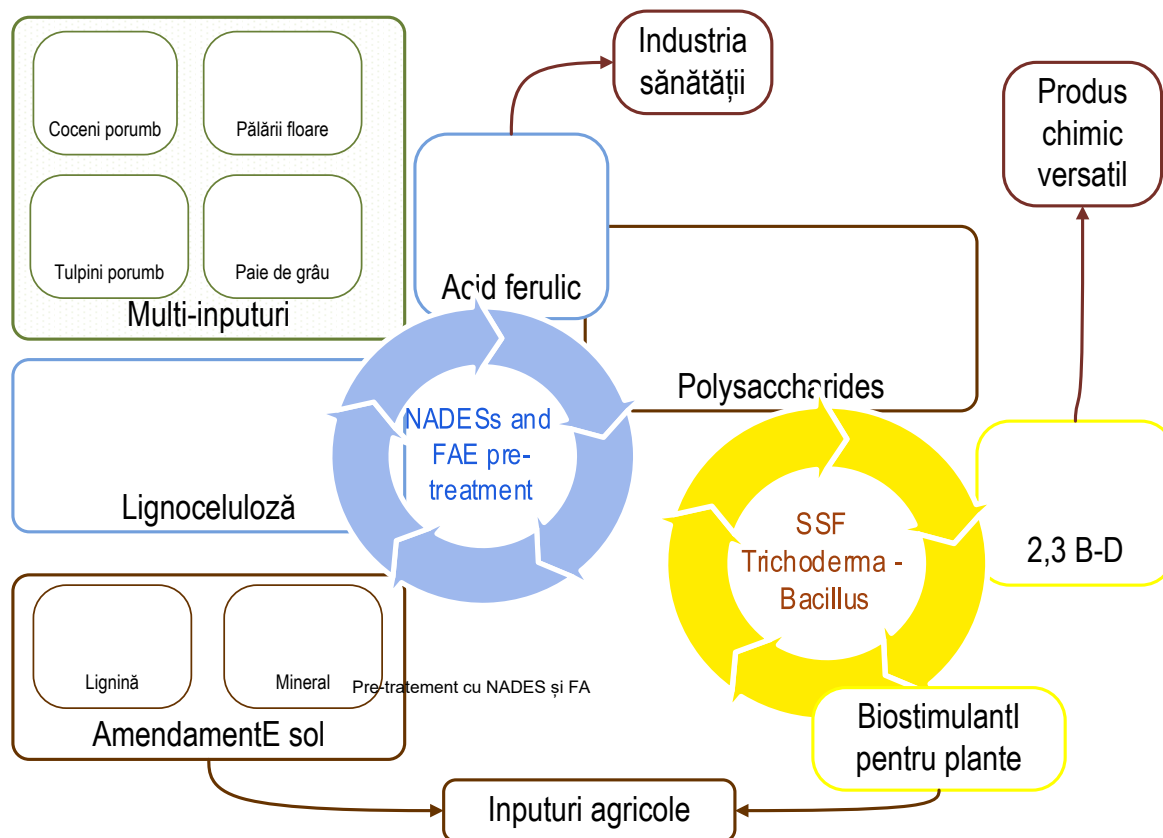 Industria
sănătății
Produs
chimic
versatil
Coceni porumb
Pălării floare
Tulpini porumb
Paie de grâu
Multi-inputuri
Acid ferulic
Polysaccharides
NADESs and
FAE pre-
treatment
Lignoceluloză
SSF
Trichoderma -
Bacillus
2,3 B-D
Lignină
Mineral
Pre-tratement cu NADES și FA
AmendamentE sol
BiostimulantI
pentru plante
Inputuri agricole